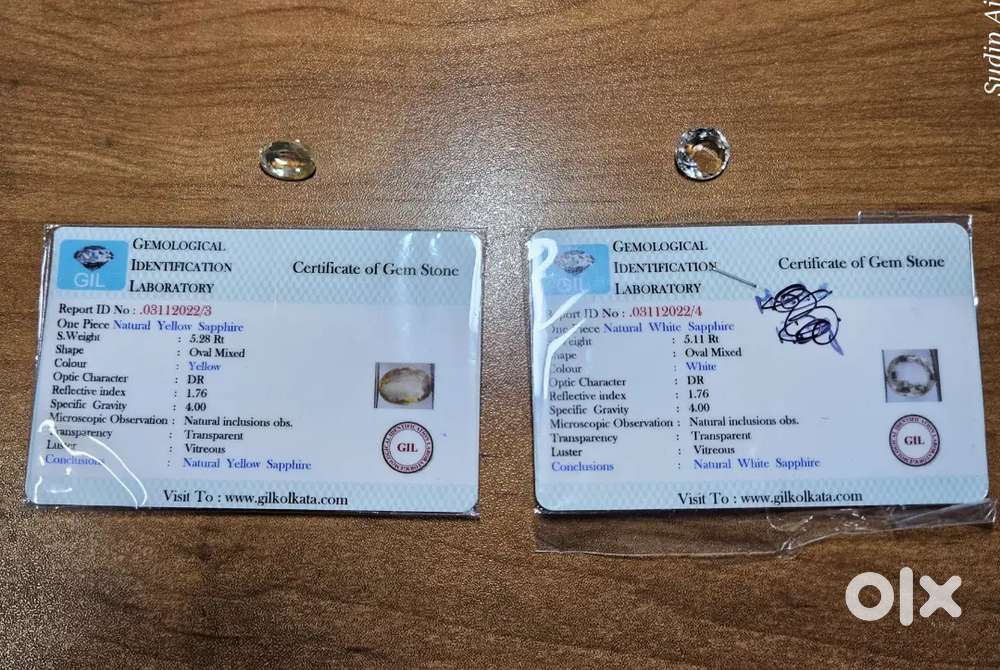 GEMOLOGICAL
IDENTIFICATION
LABORATORY
GIL
Certificate of Gem Stone
Report ID No : .03112022/3
One Piece Natural Yellow Sapphire
S.Weight : 5.28 Rt
Shape : Oval Mixed
Colour : Yellow
Optic Character : DR
Reflective index : 1.76
Specific Gravity : 4.00
Microscopic Observation : Natural inclusions obs.
Transparency : Transparent
Luster : Vitreous
Conclusions : Natural Yellow Sapphire
GIL
Visit To : www.gilkolkata.com
GEMOLOGICAL
IDENTIFICATION
LABORATORY
GIL
Certificate of Gem Stone
Report ID No : .03112022/4
One Piece Natural White Sapphire
Weight : 5.11 Rt
Shape : Oval Mixed
Colour : White
Optic Character : DR
Reflective index : 1.76
Specific Gravity : 4.00
Microscopic Observation : Natural inclusions obs.
Transparency : Transparent
Luster : Vitreous
Conclusions : Natural White Sapphire
GIL
Visit To : www.gilkolkata.com
Sudip
olx